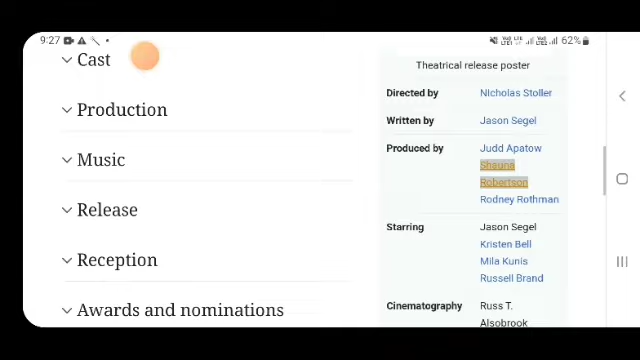 9:27
62%
Theatrical release poster
Cast
Directed by Nicholas Stoller
Production
Written by Jason Segel
Produced by Judd Apatow
Shauna
Robertson
Rodney Rothman
Music
Release
Starring Jason Segel
Kristen Bell
Mila Kunis
Russell Brand
Reception
Awards and nominations
Cinematography Russ T.
Alsobrook